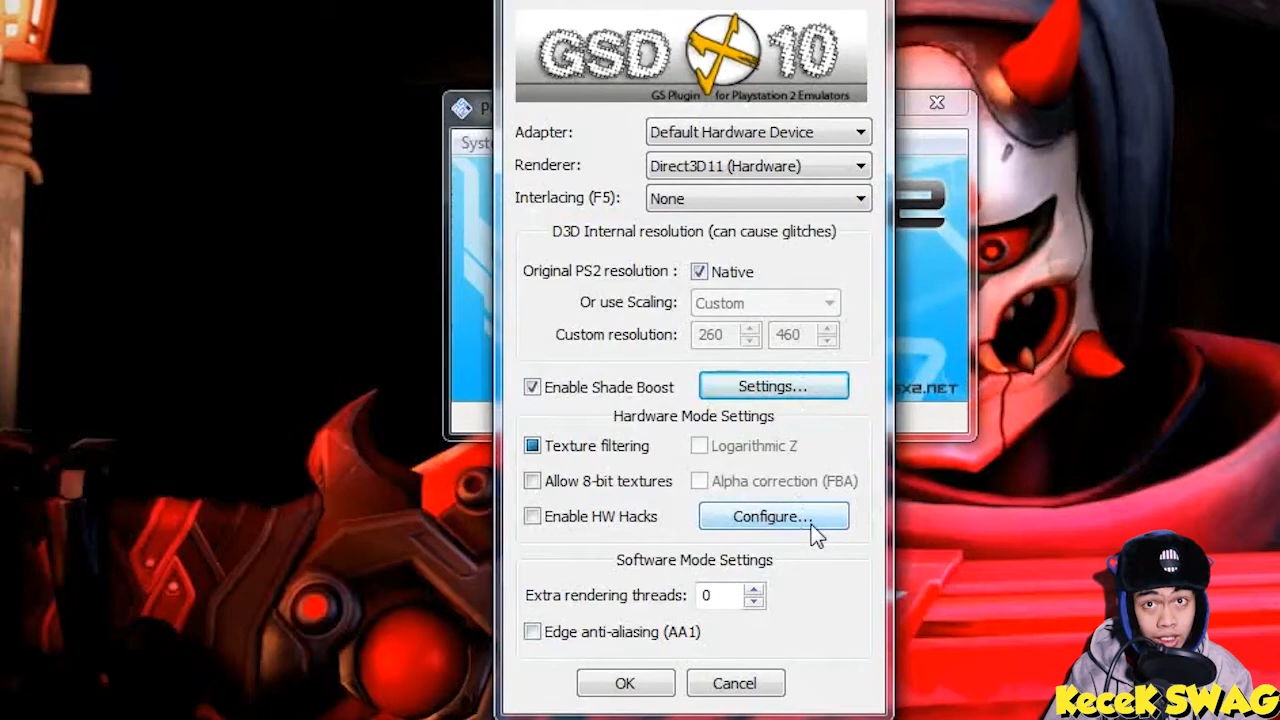 GSD 10
GS Plugin for Playstation 2 Emulators
Adapter: Default Hardware Device
Renderer: Direct3D11 (Hardware)
Interlacing (F5): None
D3D Internal resolution (can cause glitches)
Original PS2 resolution : Native
Or use Scaling: Custom
Custom resolution: 260 460
Enable Shade Boost Settings...
Hardware Mode Settings
Texture filtering Logarithmic Z
Allow 8-bit textures Alpha correction (FBA)
Enable HW Hacks Configure...
Software Mode Settings
Extra rendering threads: 0
Edge anti-aliasing (AA1)
OK Cancel
KeceK SWAG